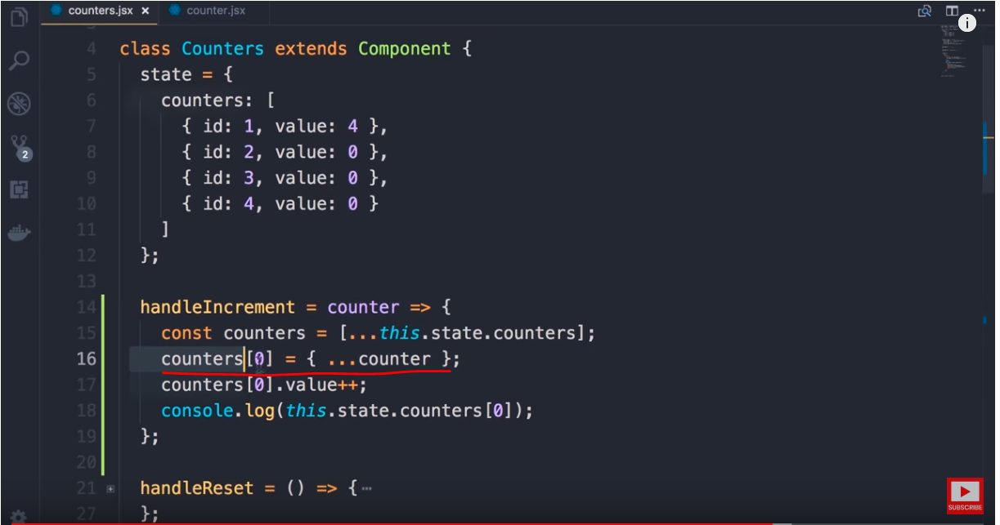 counters.jsx × counter.jsx
4 class Counters extends Component {
5 state = {
6 counters: [
7 { id: 1, value: 4 },
8 { id: 2, value: 0 },
9 { id: 3, value: 0 },
10 { id: 4, value: 0 }
11 ]
12 };
13
14 handleIncrement = counter => {
15 const counters = [...this.state.counters];
16 counters[0] = { ...counter };
17 counters[0].value++;
18 console.log(this.state.counters[0]);
19 };
20
21 handleReset = () => {⋯
27 };
2
i
SUBSCRIBE